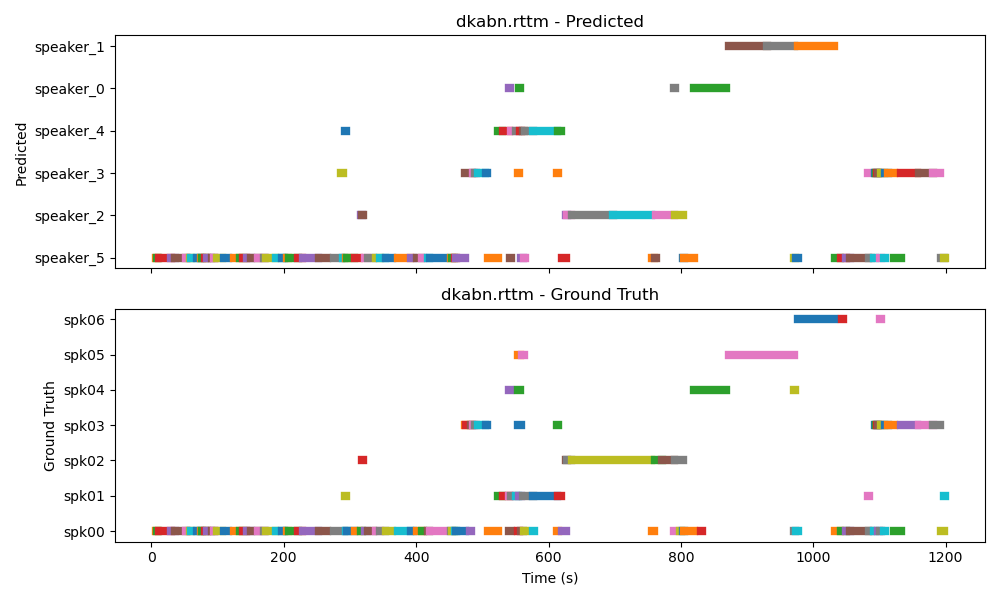 dkabn.rttm - Predicted
speaker_1
speaker_0
speaker_4
speaker_3
speaker_2
speaker_5
Predicted
dkabn.rttm - Ground Truth
spk06
spk05
spk04
spk03
spk02
spk01
spk00
Ground Truth
0 200 400 600 800 1000 1200
Time (s)